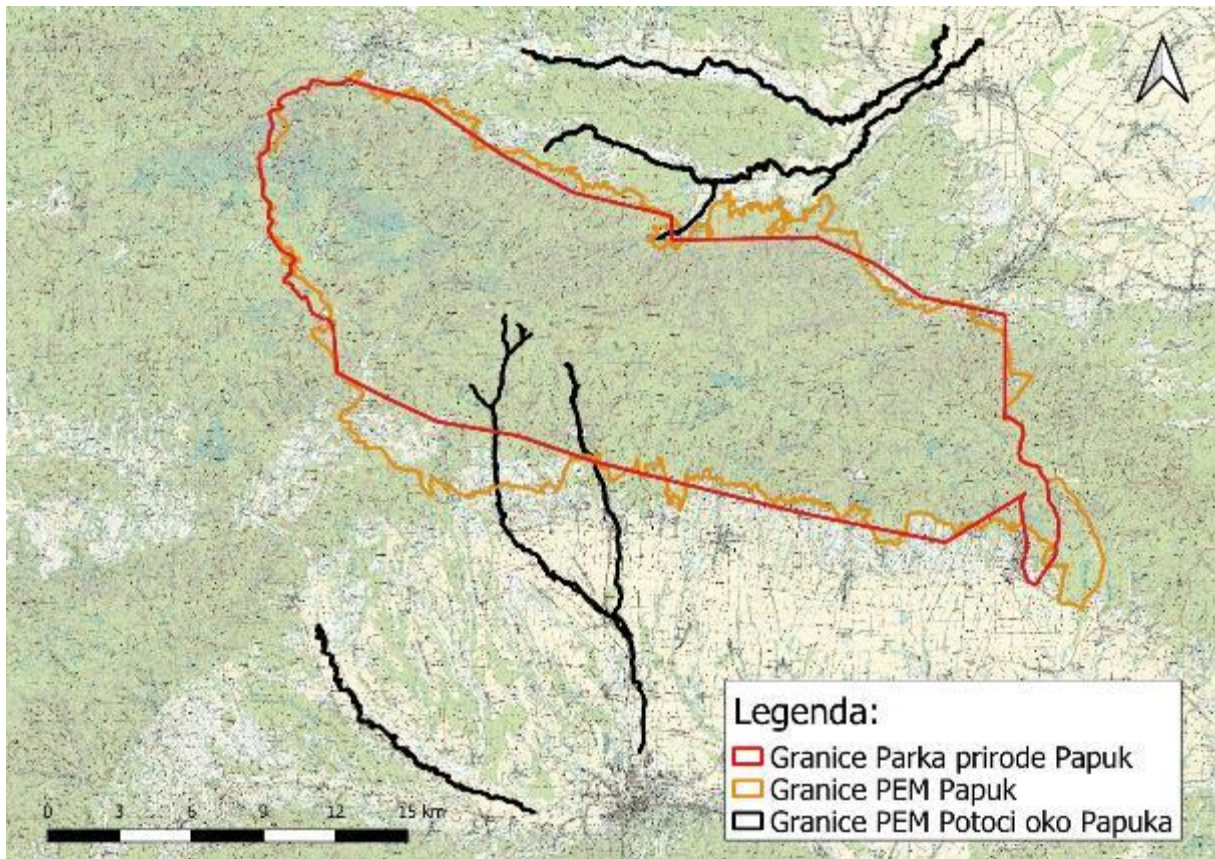 Legenda:
Granice Parka prirode Papuk
Granice PEM Papuk
Granice PEM Potoci oko Papuka
0 3 6 9 12 15 km